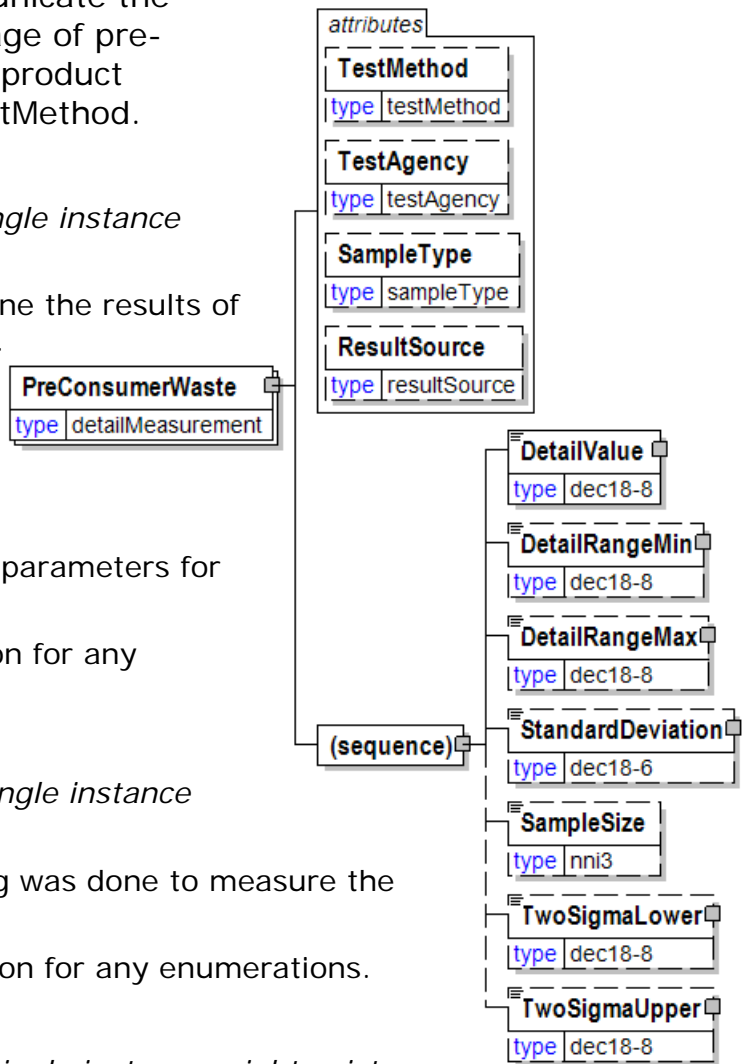 unicate the
age of pre-
product
tMethod.
ngle instance
ne the results of
PreConsumerWaste
type detailMeasurement
parameters for
on for any
ngle instance
g was done to measure the
on for any enumerations.
attributes
TestMethod
type testMethod
TestAgency
type testAgency
SampleType
type sampleType
ResultSource
type resultSource
(sequence)
DetailValue
type dec18-8
DetailRangeMin
type dec18-8
DetailRangeMax
type dec18-8
StandardDeviation
type dec18-6
SampleSize
type nni3
TwoSigmaLower
type dec18-8
TwoSigmaUpper
type dec18-8